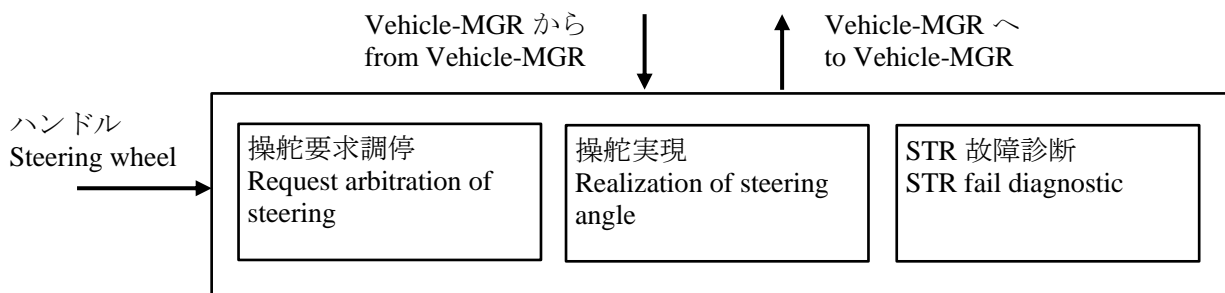 Vehicle-MGR から
from Vehicle-MGR
Vehicle-MGR へ
to Vehicle-MGR
ハンドル
Steering wheel
操舵要求調停
Request arbitration of
steering
操舵実現
Realization of steering
angle
STR 故障診断
STR fail diagnostic